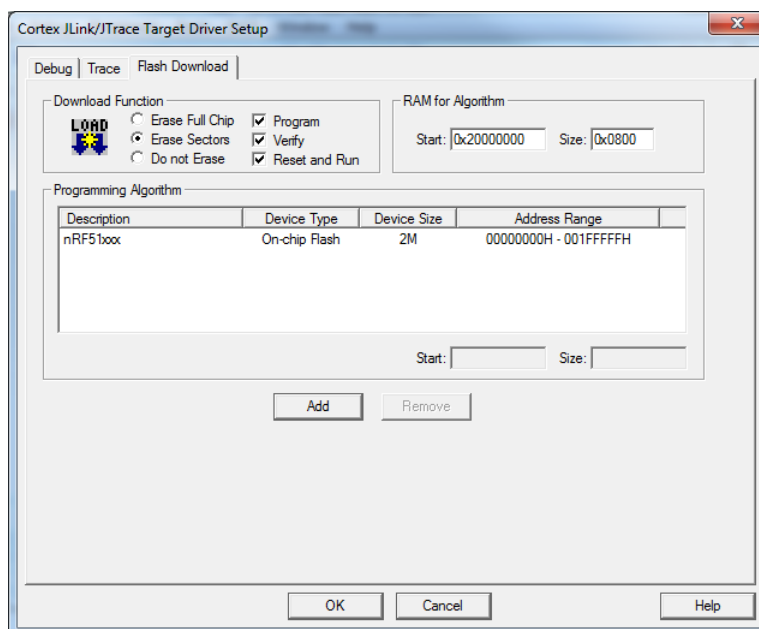 Cortex JLink/JTrace Target Driver Setup
Debug Trace Flash Download
Download Function
LOAD
Erase Full Chip
Erase Sectors
Do not Erase
Program
Verify
Reset and Run
RAM for Algorithm
Start: 0x20000000 Size: 0x0800
Programming Algorithm
Description Device Type Device Size Address Range
nRF51xxx On-chip Flash 2M 00000000H - 001FFFFFH
Start: Size:
Add Remove
OK Cancel Help